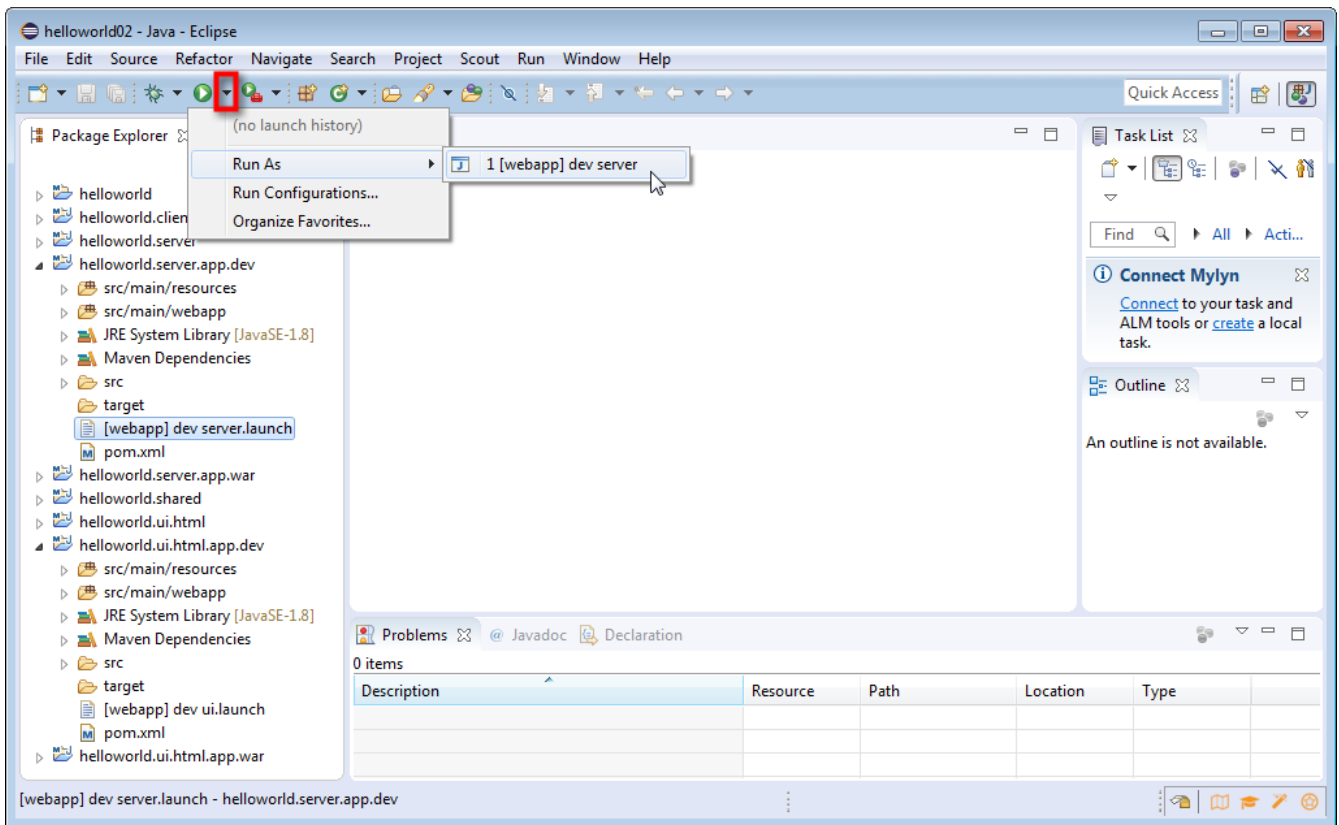 helloworld02 - Java - Eclipse
File Edit Source Refactor Navigate Search Project Scout Run Window Help
Quick Access
(no launch history)
Run As
1 [webapp] dev server
Run Configurations...
Organize Favorites...
Package Explorer
helloworld
helloworld.clien
helloworld.server
helloworld.server.app.dev
src/main/resources
src/main/webapp
JRE System Library [JavaSE-1.8]
Maven Dependencies
src
target
[webapp] dev server.launch
pom.xml
helloworld.server.app.war
helloworld.shared
helloworld.ui.html
helloworld.ui.html.app.dev
src/main/resources
src/main/webapp
JRE System Library [JavaSE-1.8]
Maven Dependencies
src
target
[webapp] dev ui.launch
pom.xml
helloworld.ui.html.app.war
Task List
Find All Acti...
Connect Mylyn
Connect to your task and
ALM tools or create a local
task.
Outline
An outline is not available.
Problems @ Javadoc Declaration
0 items
Description Resource Path Location Type
[webapp] dev server.launch - helloworld.server.app.dev